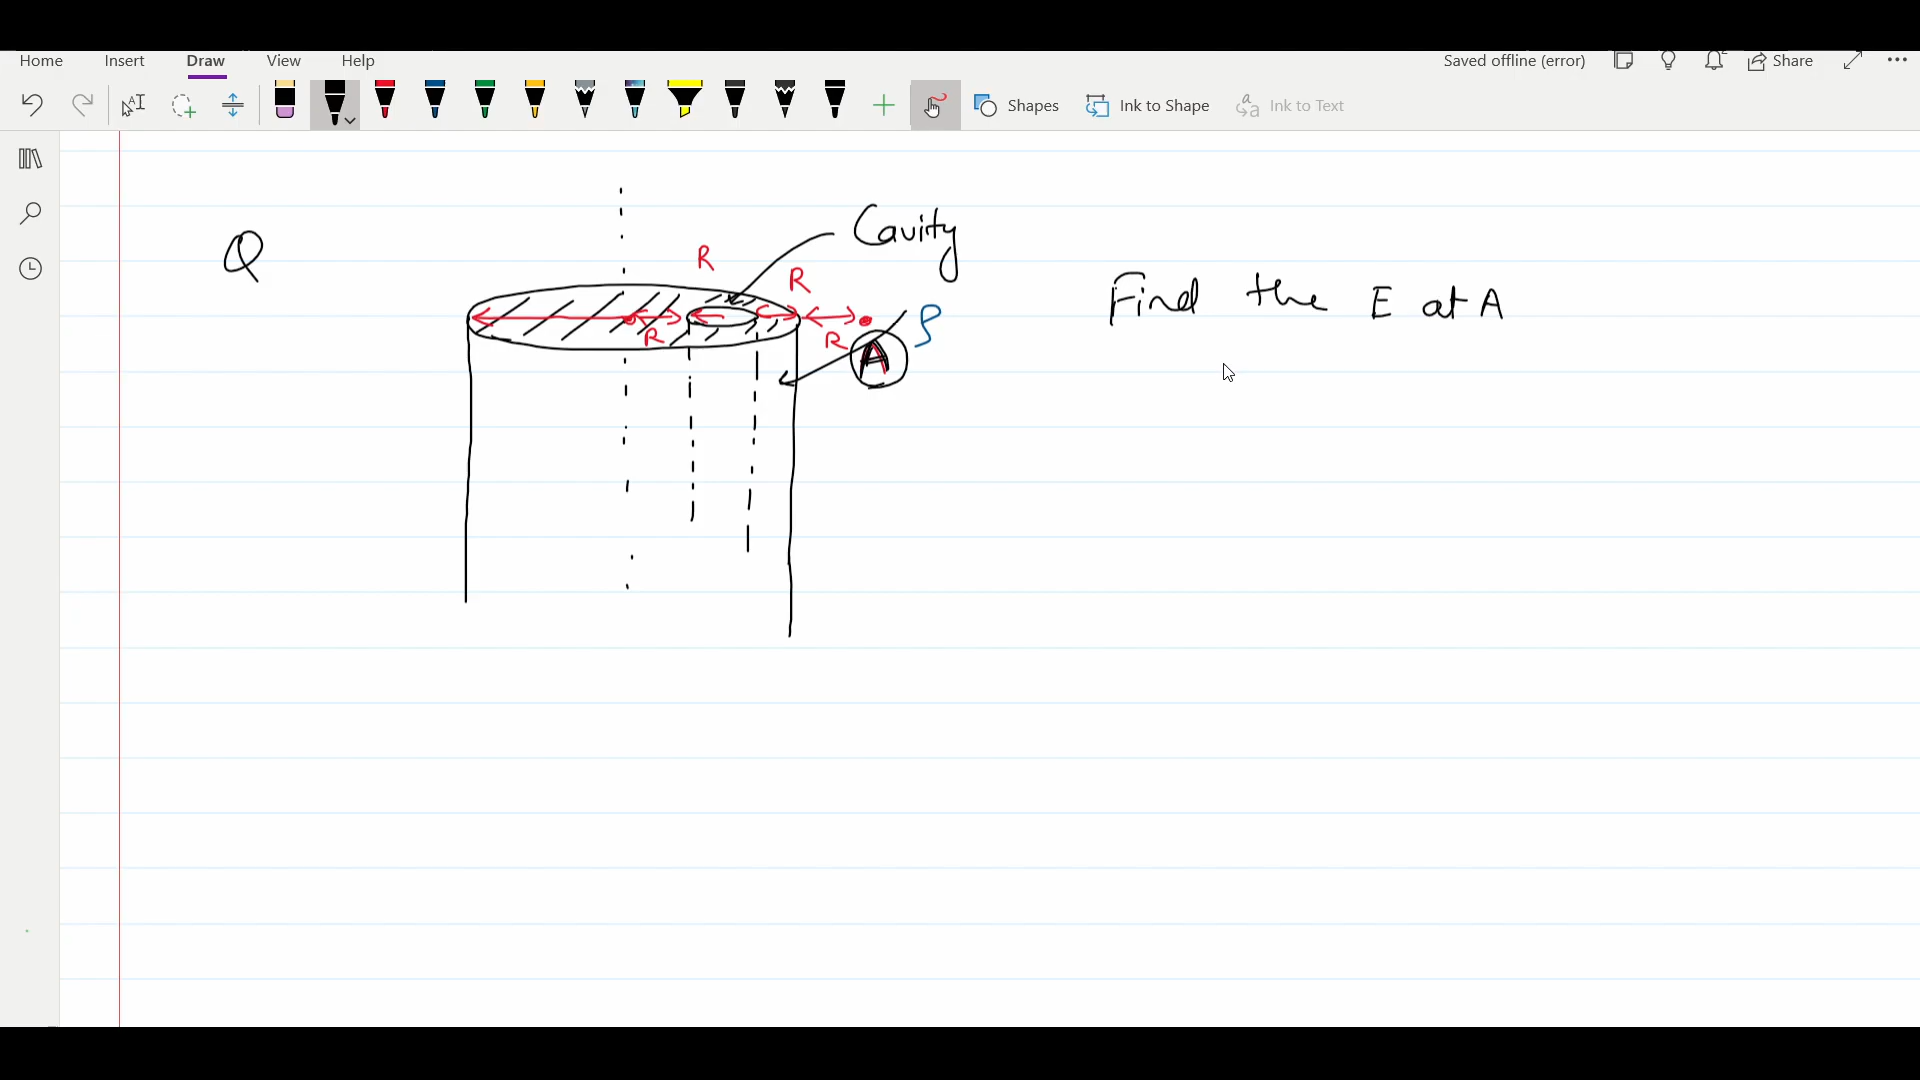 Home Insert Draw View Help Saved offline (error) Share
Shapes Ink to Shape Ink to Text
Q
Cavity
R
R
Find the E at A
R
R
ρ
A